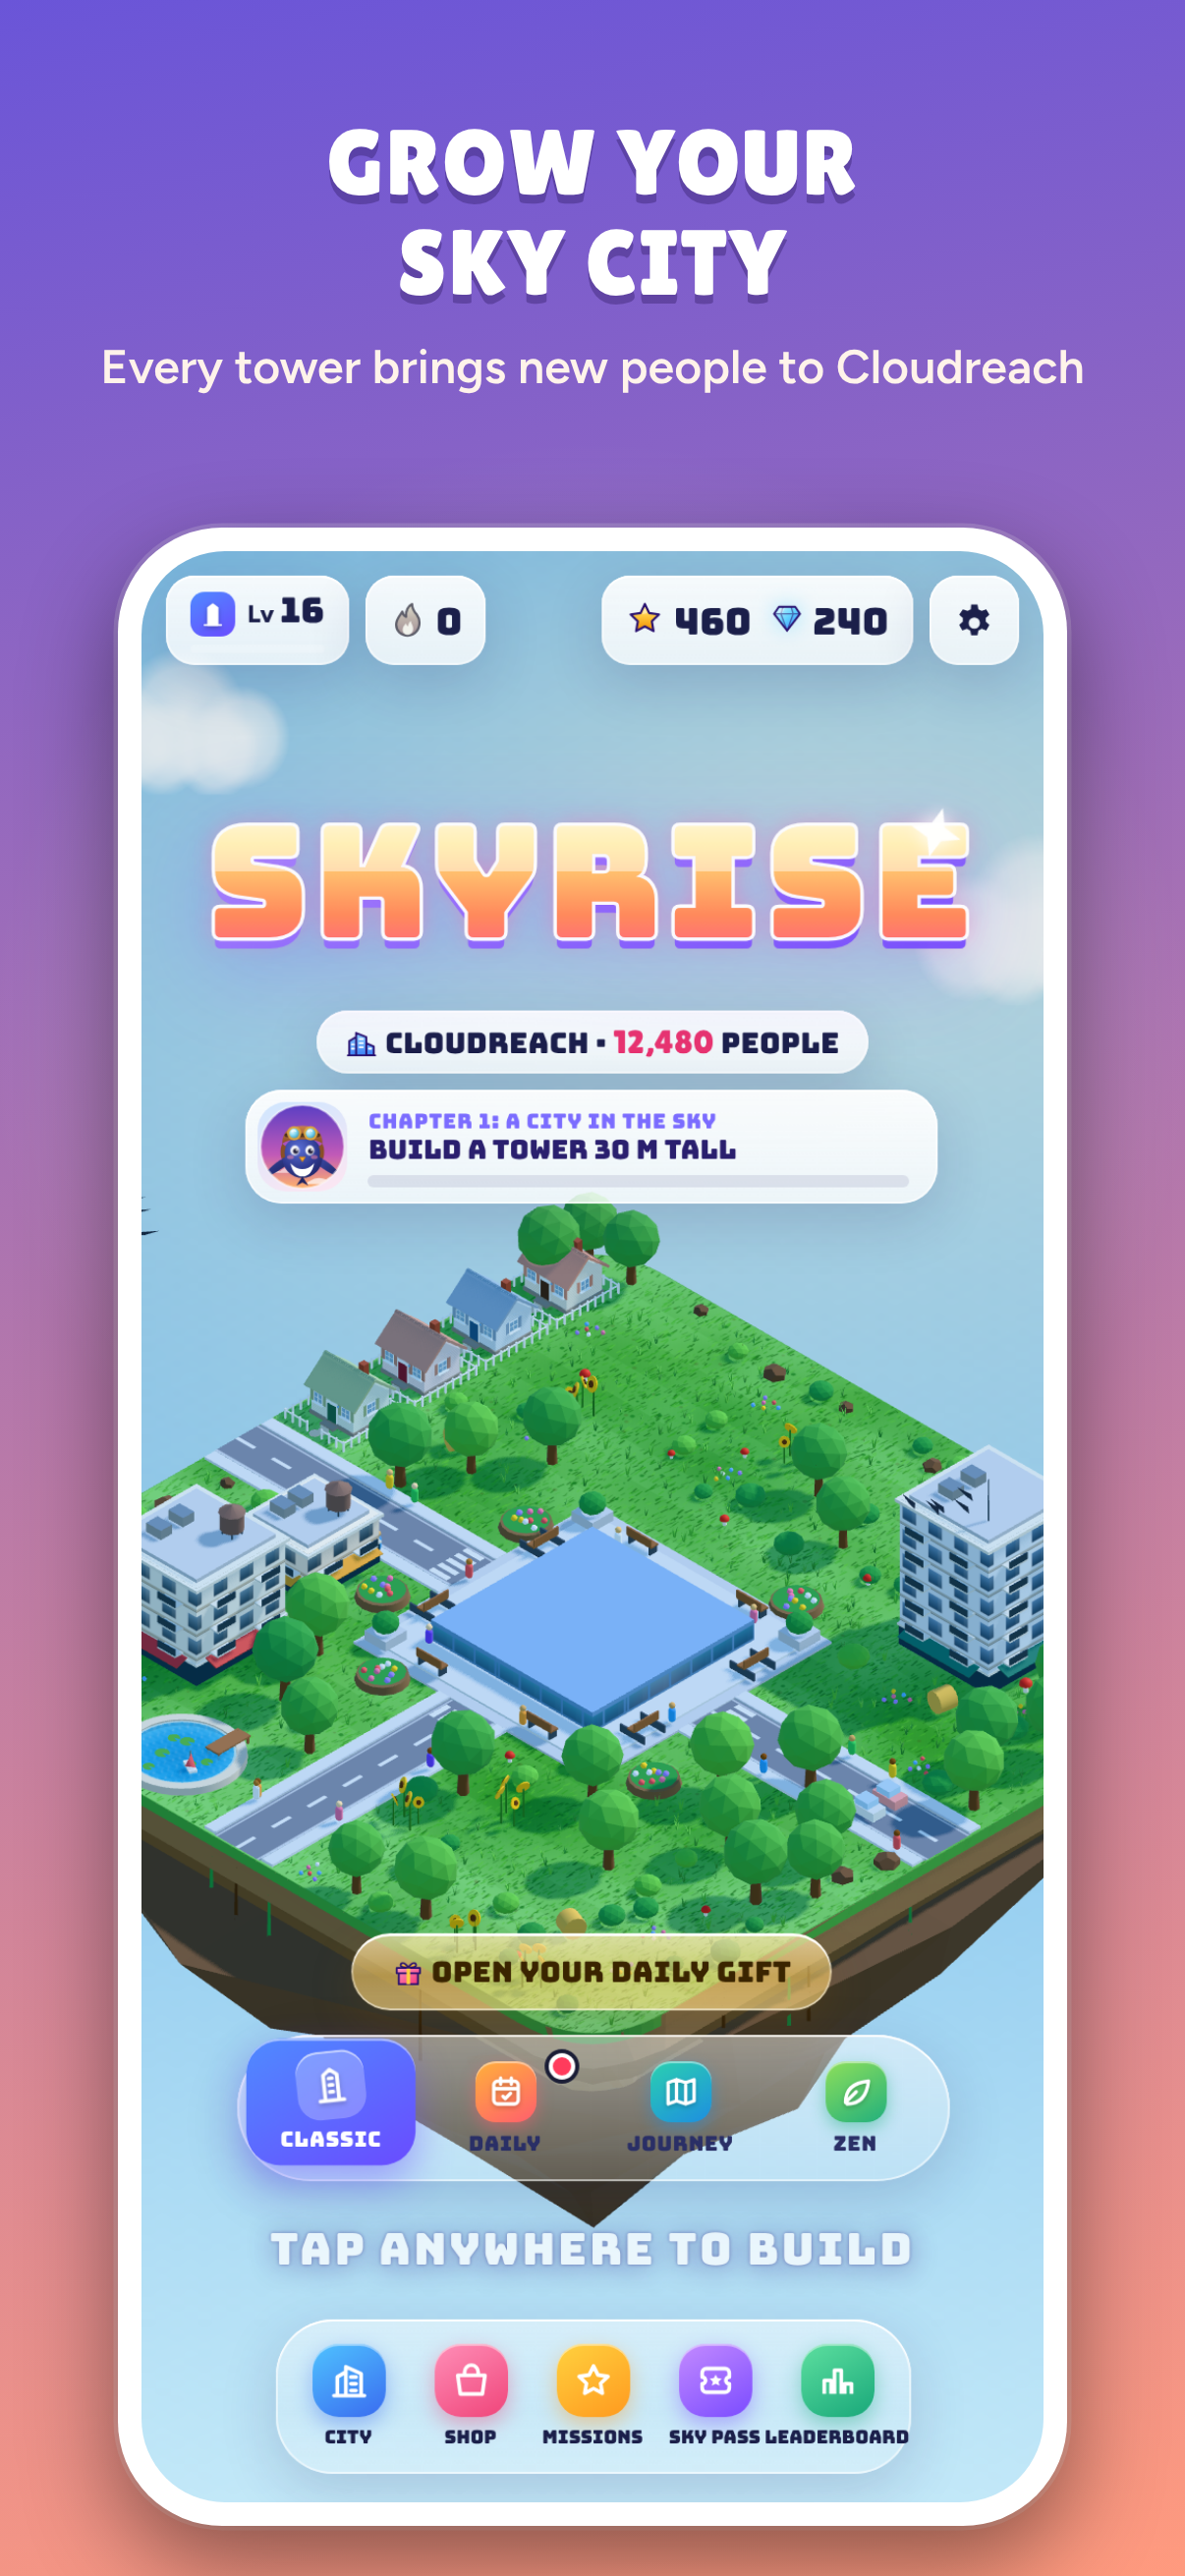 GROW YOUR
SKY CITY
Every tower brings new people to Cloudreach
Lv 16
0
460 240
SKYRISE
CLOUDREACH · 12,480 PEOPLE
CHAPTER 1: A CITY IN THE SKY
BUILD A TOWER 30 M TALL
OPEN YOUR DAILY GIFT
CLASSIC
DAILY
JOURNEY
ZEN
TAP ANYWHERE TO BUILD
CITY
SHOP
MISSIONS
SKY PASS
LEADERBOARD